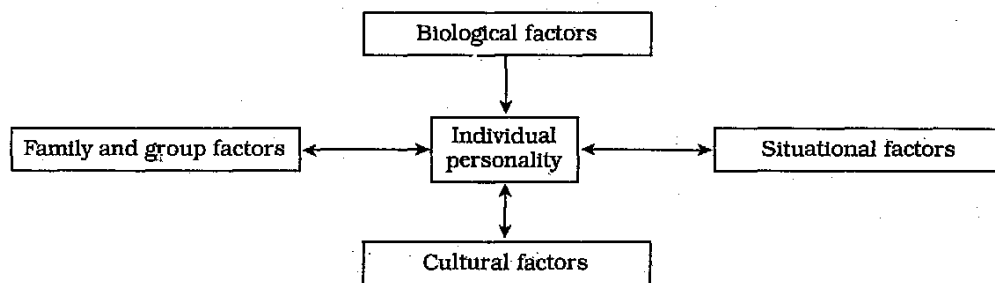 Biological factors
Family and group factors
Individual
personality
Situational factors
Cultural factors